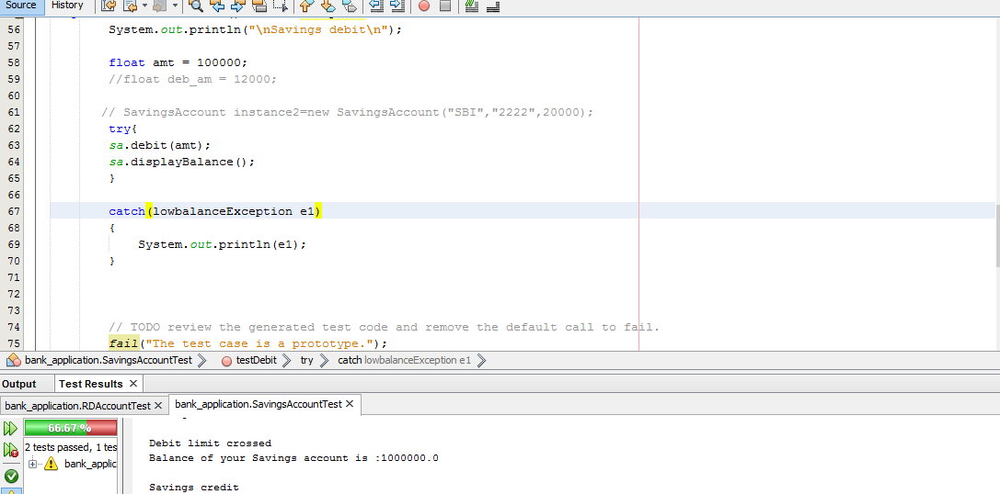 Source History
56 System.out.println("\nSavings debit\n");
57
58 float amt = 100000;
59 //float deb_am = 12000;
60
61 // SavingsAccount instance2=new SavingsAccount("SBI","2222",20000);
62 try{
63 sa.debit(amt);
64 sa.displayBalance();
65 }
66
67 catch(lowbalanceException e1)
68 {
69 System.out.println(e1);
70 }
71
72
73
74 // TODO review the generated test code and remove the default call to fail.
75 fail("The test case is a prototype.");
bank_application.SavingsAccountTest testDebit try catch lowbalanceException e1
Output Test Results
bank_application.RDAccountTest bank_application.SavingsAccountTest
66.67 %
2 tests passed, 1 tes
bank_applic
Debit limit crossed
Balance of your Savings account is :1000000.0
Savings credit